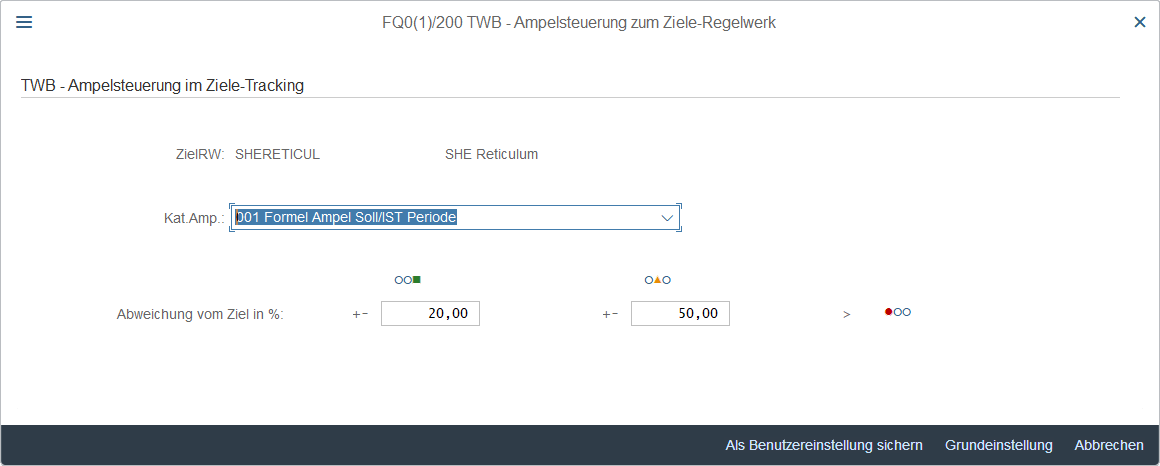 FQ0(1)/200 TWB - Ampelsteuerung zum Ziele-Regelwerk
TWB - Ampelsteuerung im Ziele-Tracking
ZielRW: SHERETICUL SHE Reticulum
Kat.Amp.: 001 Formel Ampel Soll/IST Periode
Abweichung vom Ziel in %: +- 20,00 +- 50,00 >
Als Benutzereinstellung sichern Grundeinstellung Abbrechen